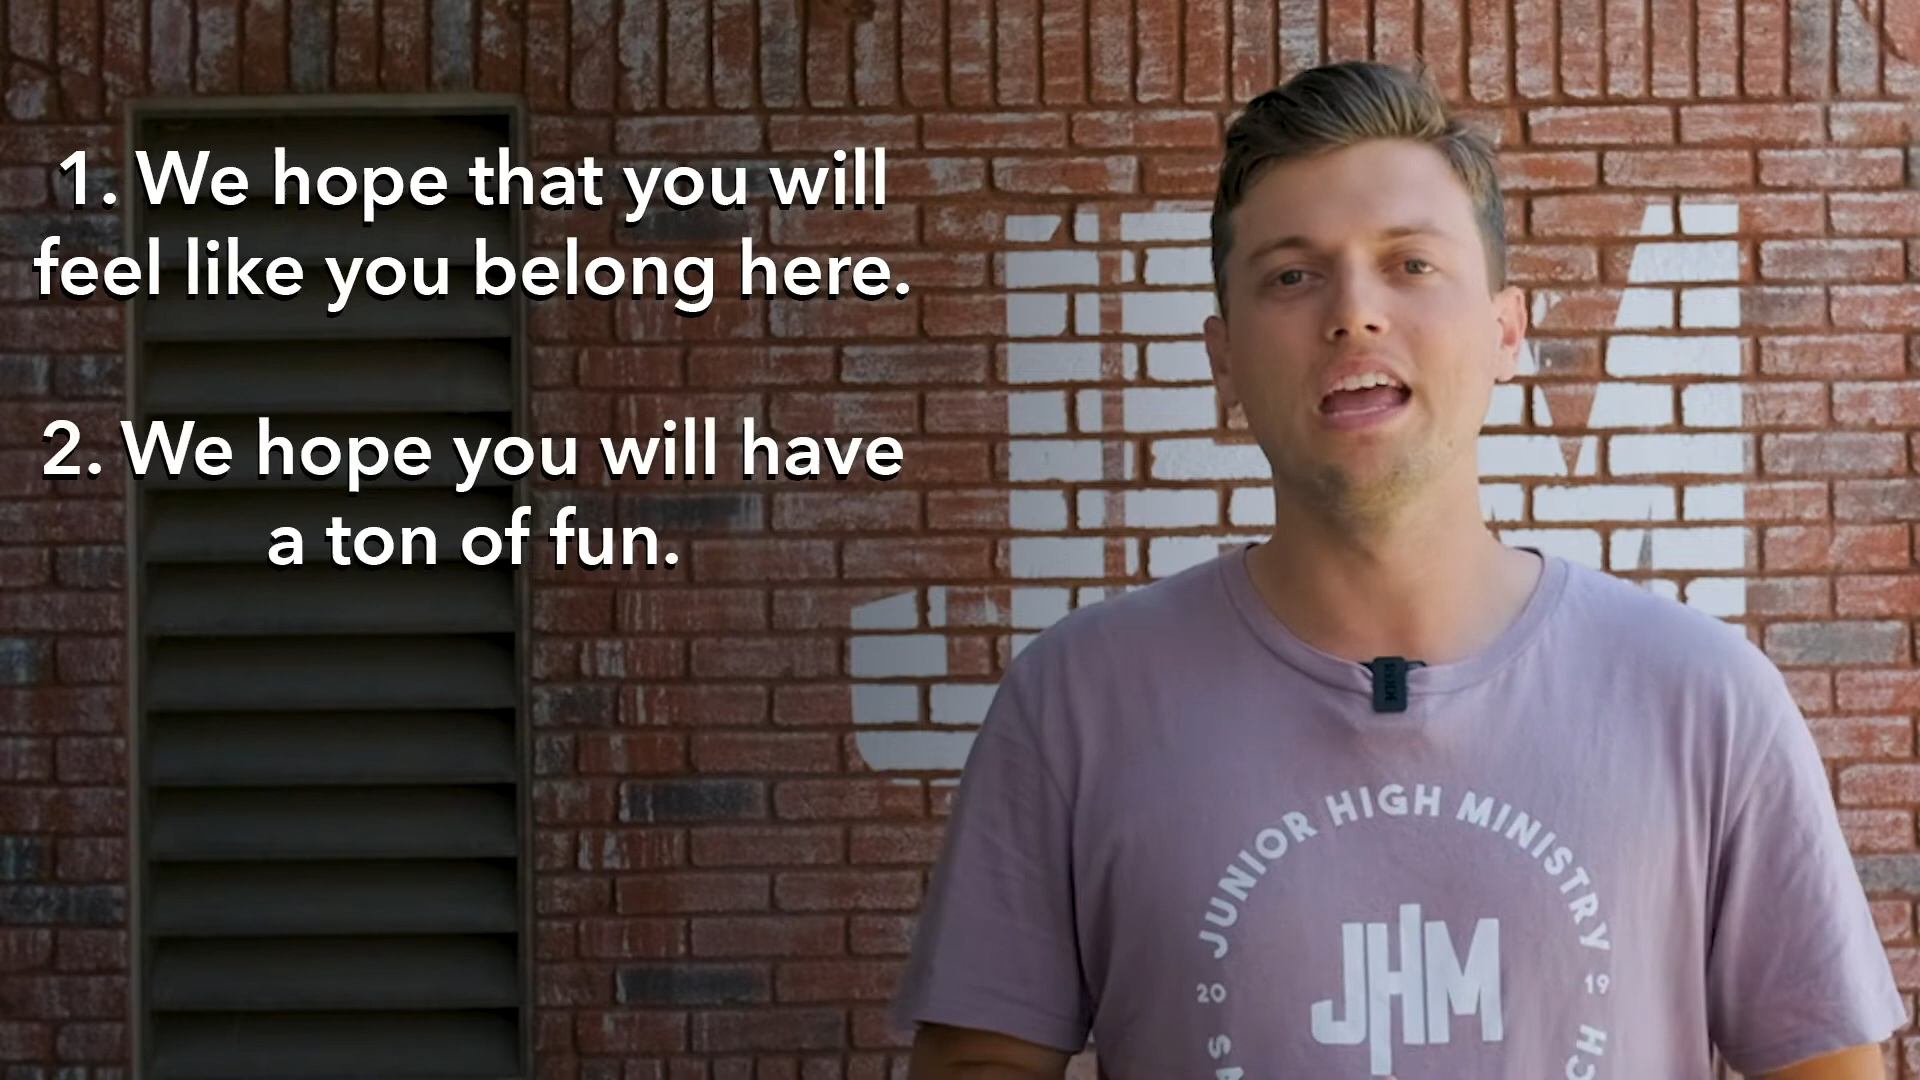 1. We hope that you will
feel like you belong here.
2. We hope you will have
a ton of fun.
JHM
JUNIOR HIGH MINISTRY
20
19
JHM